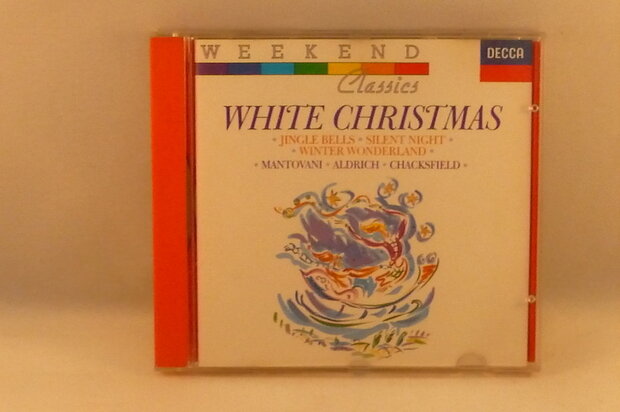 WEEKEND
Classics
DECCA
WHITE CHRISTMAS
• JINGLE BELLS • SILENT NIGHT •
• WINTER WONDERLAND •
• MANTOVANI • ALDRICH • CHACKSFIELD •